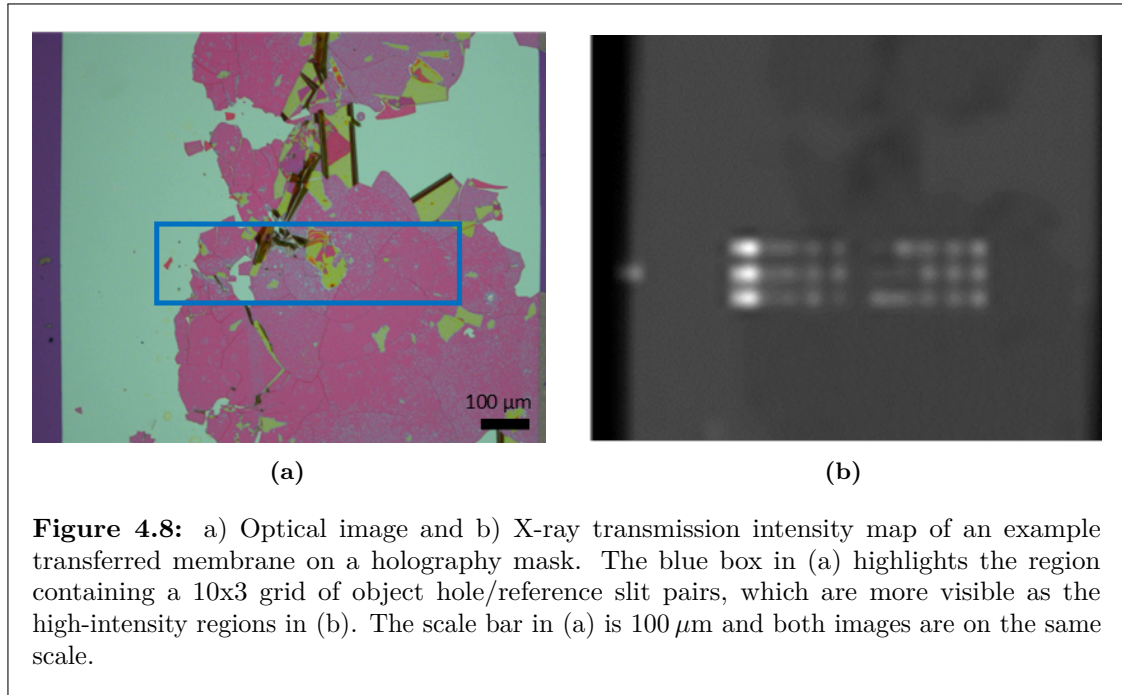 100 µm
(a)
(b)
Figure 4.8: a) Optical image and b) X-ray transmission intensity map of an example
transferred membrane on a holography mask. The blue box in (a) highlights the region
containing a 10x3 grid of object hole/reference slit pairs, which are more visible as the
high-intensity regions in (b). The scale bar in (a) is 100 µm and both images are on the same
scale.